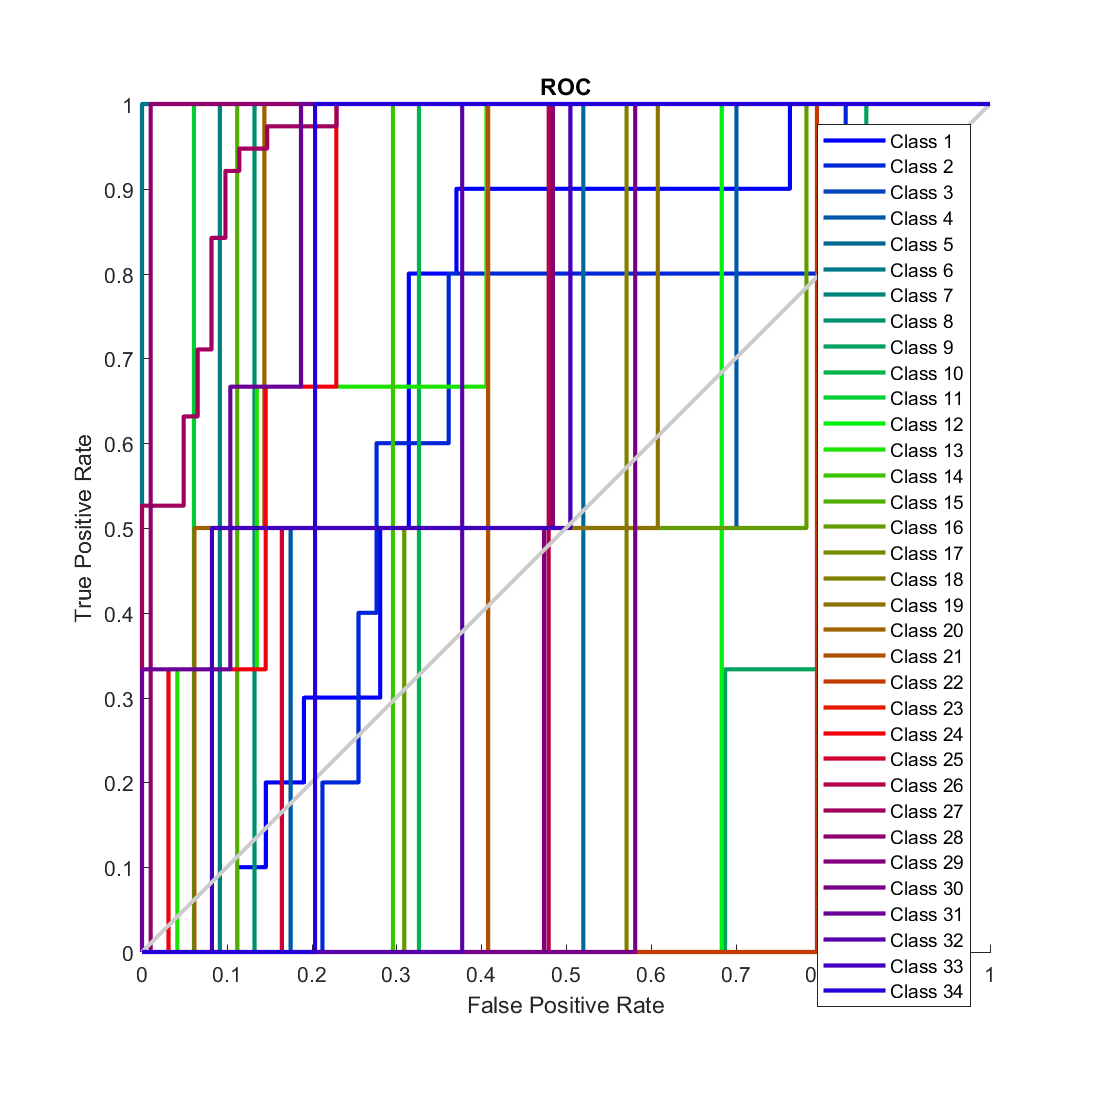 ROC
True Positive Rate
1
0.9
0.8
0.7
0.6
0.5
0.4
0.3
0.2
0.1
0
0 0.1 0.2 0.3 0.4 0.5 0.6 0.7 0 1
False Positive Rate
Class 1
Class 2
Class 3
Class 4
Class 5
Class 6
Class 7
Class 8
Class 9
Class 10
Class 11
Class 12
Class 13
Class 14
Class 15
Class 16
Class 17
Class 18
Class 19
Class 20
Class 21
Class 22
Class 23
Class 24
Class 25
Class 26
Class 27
Class 28
Class 29
Class 30
Class 31
Class 32
Class 33
Class 34